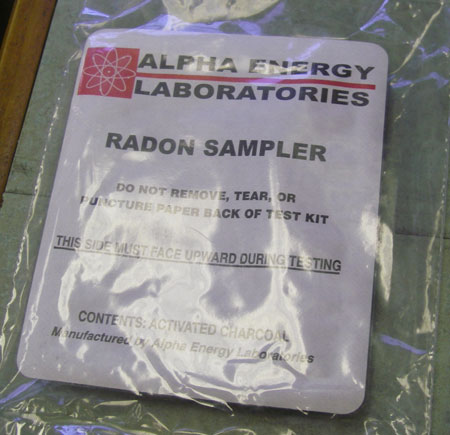 ALPHA ENERGY
LABORATORIES
RADON SAMPLER
DO NOT REMOVE, TEAR, OR
PUNCTURE PAPER BACK OF TEST KIT
THIS SIDE MUST FACE UPWARD DURING TESTING
CONTENTS: ACTIVATED CHARCOAL
Manufactured by Alpha Energy Laboratories